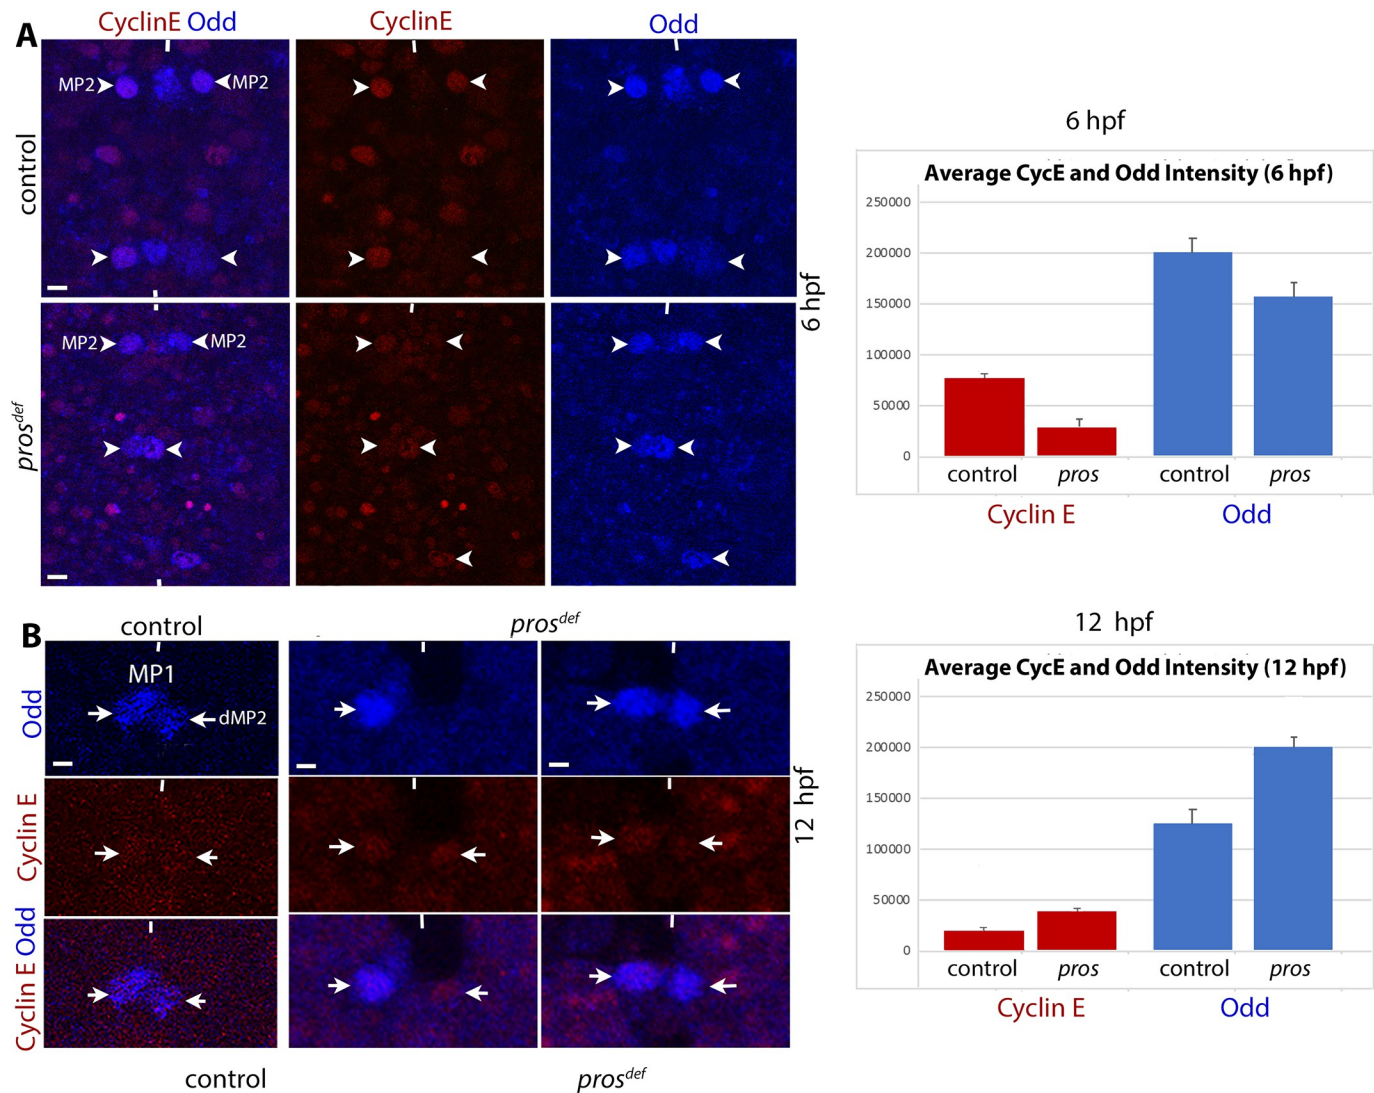 A
CyclinE Odd
CyclinE
Odd
control
MP2
MP2
pros^def
MP2
MP2
6 hpf
6 hpf
Average CycE and Odd Intensity (6 hpf)
250000
200000
150000
100000
50000
0
control
pros
control
pros
Cyclin E
Odd
B
control
pros^def
Odd
MP1
dMP2
Cyclin E
Cyclin E Odd
12 hpf
control
pros^def
12 hpf
Average CycE and Odd Intensity (12 hpf)
250000
200000
150000
100000
50000
0
control
pros
control
pros
Cyclin E
Odd